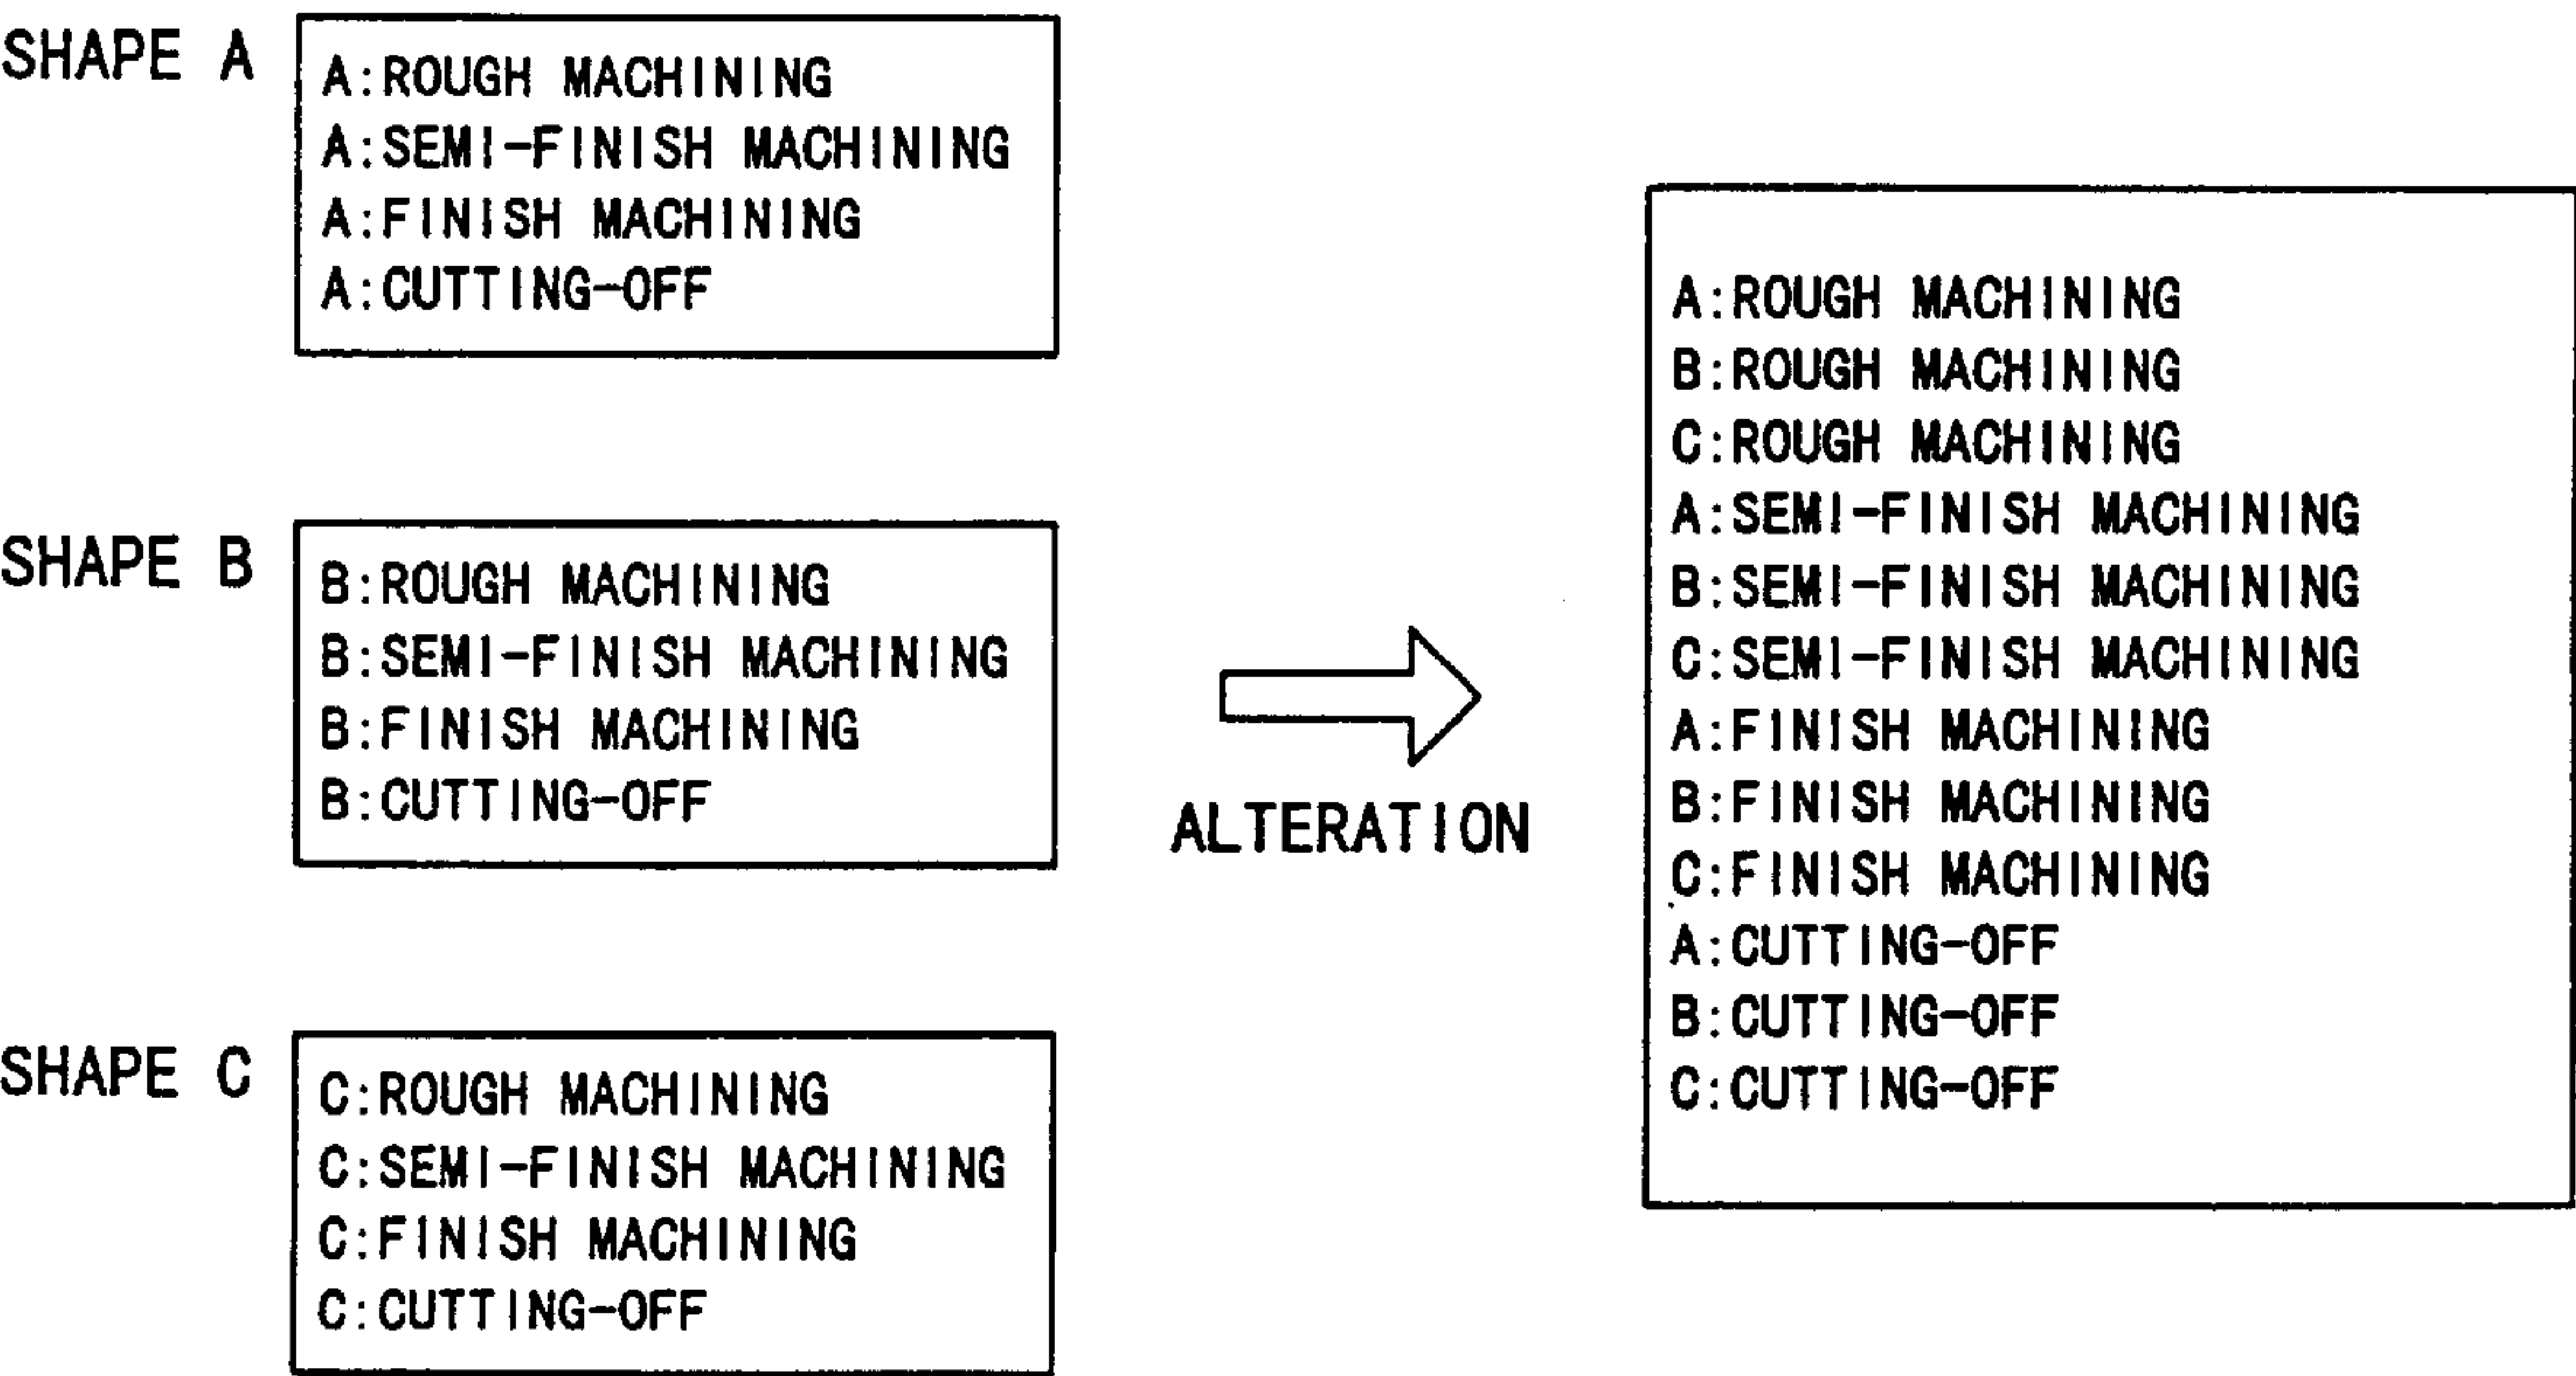 SHAPE A
A:ROUGH MACHINING
A:SEMI-FINISH MACHINING
A:FINISH MACHINING
A:CUTTING-OFF
SHAPE B
B:ROUGH MACHINING
B:SEMI-FINISH MACHINING
B:FINISH MACHINING
B:CUTTING-OFF
SHAPE C
C:ROUGH MACHINING
C:SEMI-FINISH MACHINING
C:FINISH MACHINING
C:CUTTING-OFF
ALTERATION
A:ROUGH MACHINING
B:ROUGH MACHINING
C:ROUGH MACHINING
A:SEMI-FINISH MACHINING
B:SEMI-FINISH MACHINING
C:SEMI-FINISH MACHINING
A:FINISH MACHINING
B:FINISH MACHINING
C:FINISH MACHINING
A:CUTTING-OFF
B:CUTTING-OFF
C:CUTTING-OFF